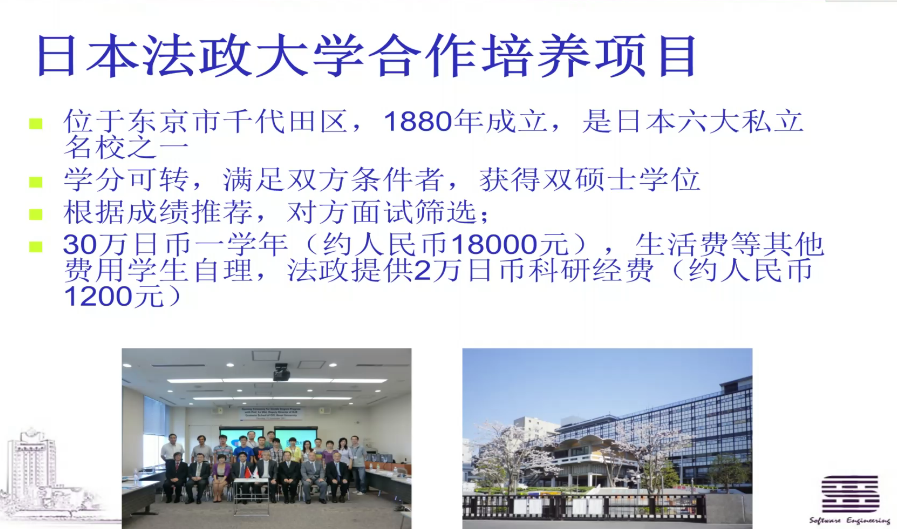 日本法政大学合作培养项目
位于东京市千代田区，1880年成立，是日本六大私立
名校之一
学分可转，满足双方条件者，获得双硕士学位
根据成绩推荐，对方面试筛选；
30万日币一学年（约人民币18000元），生活费等其他
费用学生自理，法政提供2万日币科研经费（约人民币
1200元）
Software Engineering